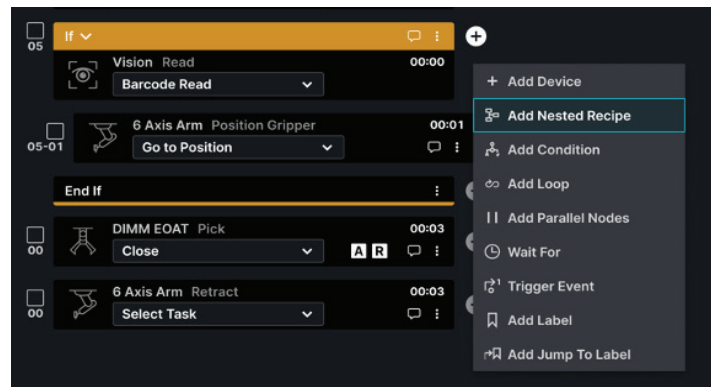 05
If
Vision Read 00:00
Barcode Read
05-01
6 Axis Arm Position Gripper 00:01
Go to Position
End If
00
DIMM EOAT Pick 00:03
Close A R
00
6 Axis Arm Retract 00:03
Select Task
Add Device
Add Nested Recipe
Add Condition
Add Loop
Add Parallel Nodes
Wait For
Trigger Event
Add Label
Add Jump To Label